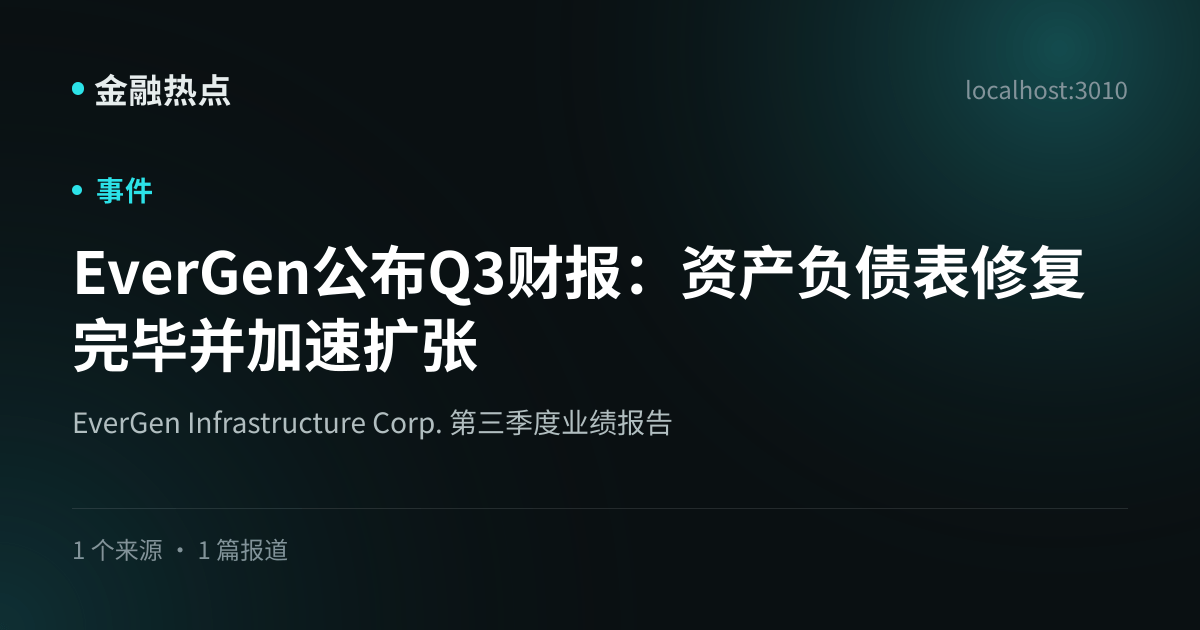 金融热点
localhost:3010
事件
EverGen公布Q3财报：资产负债表修复
完毕并加速扩张
EverGen Infrastructure Corp. 第三季度业绩报告
1 个来源 · 1 篇报道